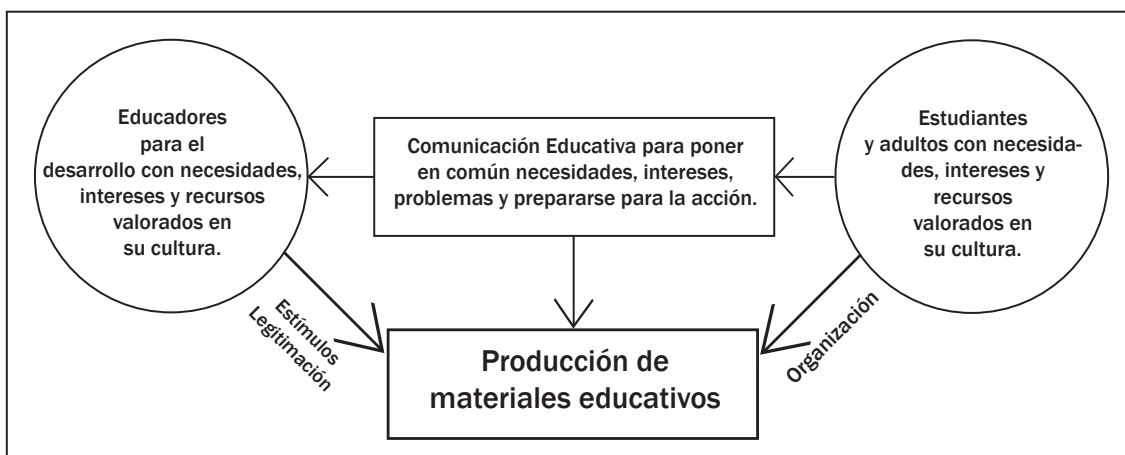 Educadores
para el
desarrollo con necesidades,
intereses y recursos
valorados en
su cultura.
Comunicación Educativa para poner
en común necesidades, intereses,
problemas y prepararse para la acción.
Estudiantes
y adultos con necesida-
des, intereses y
recursos
valorados en
su cultura.
Estímulos
Legitimación
Organización
Producción de
materiales educativos